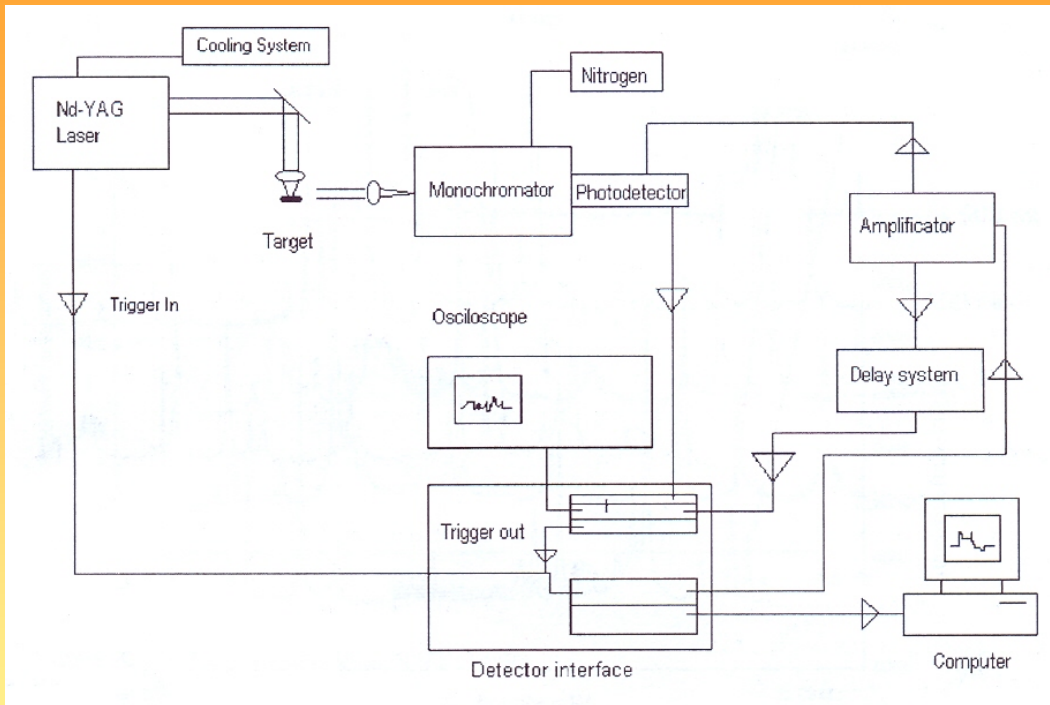 Cooling System
Nd-YAG
Laser
Nitrogen
Monochromator
Photodetector
Amplificator
Target
Trigger In
Osciloscope
Delay system
Trigger out
Detector interface
Computer